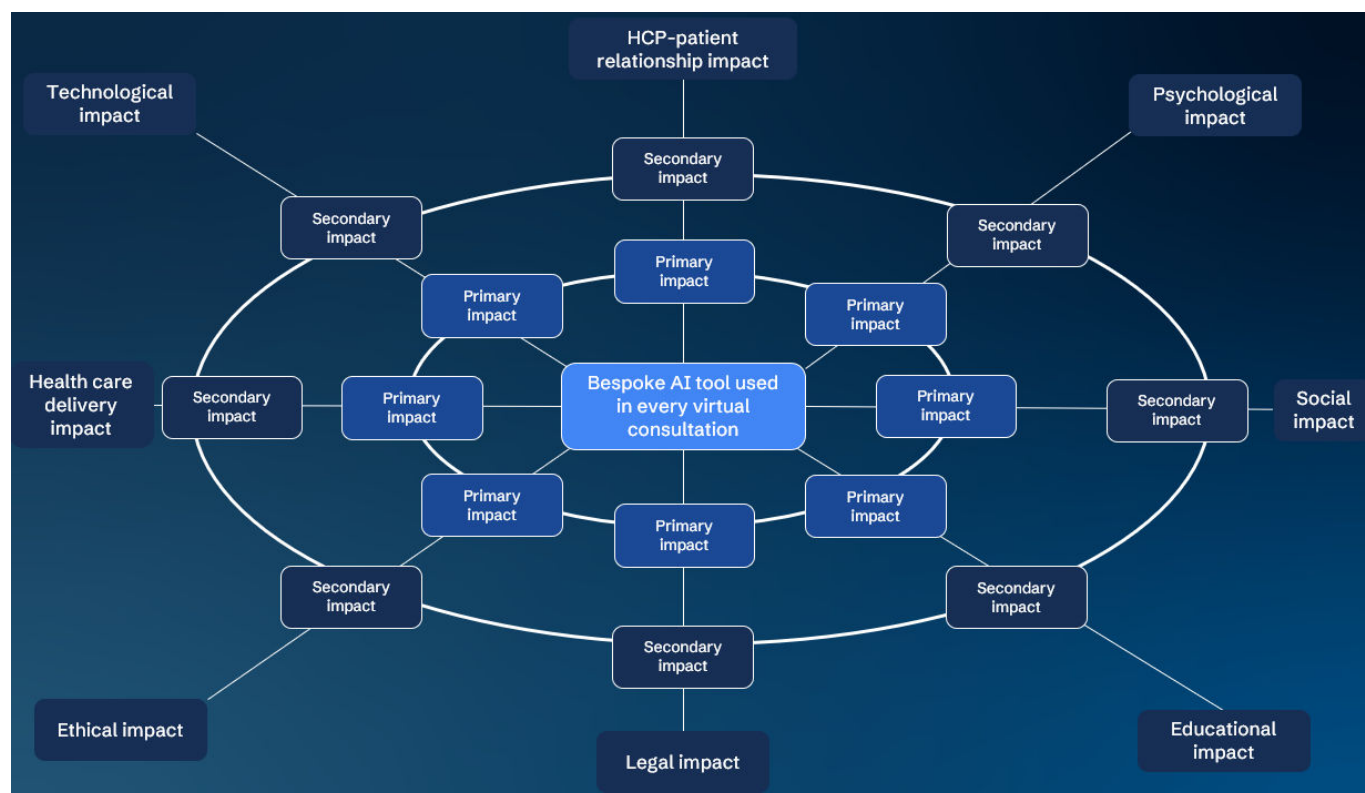 HCP-patient
relationship impact
Technological
impact
Psychological
impact
Secondary
impact
Secondary
impact
Secondary
impact
Primary
impact
Primary
impact
Primary
impact
Health care
delivery
impact
Secondary
impact
Primary
impact
Bespoke AI tool used
in every virtual
consultation
Primary
impact
Secondary
impact
Social
impact
Primary
impact
Primary
impact
Primary
impact
Secondary
impact
Secondary
impact
Secondary
impact
Ethical impact
Legal impact
Educational
impact